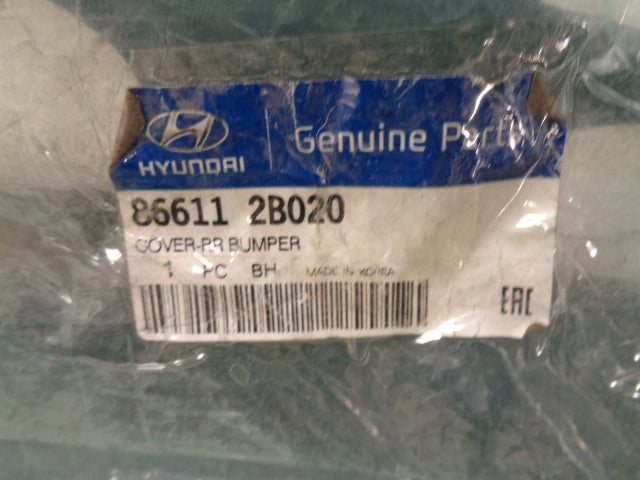 HYUNDAI
Genuine Parts
86611 2B020
COVER-RR BUMPER
1 PC BH MADE IN KOREA
EAC